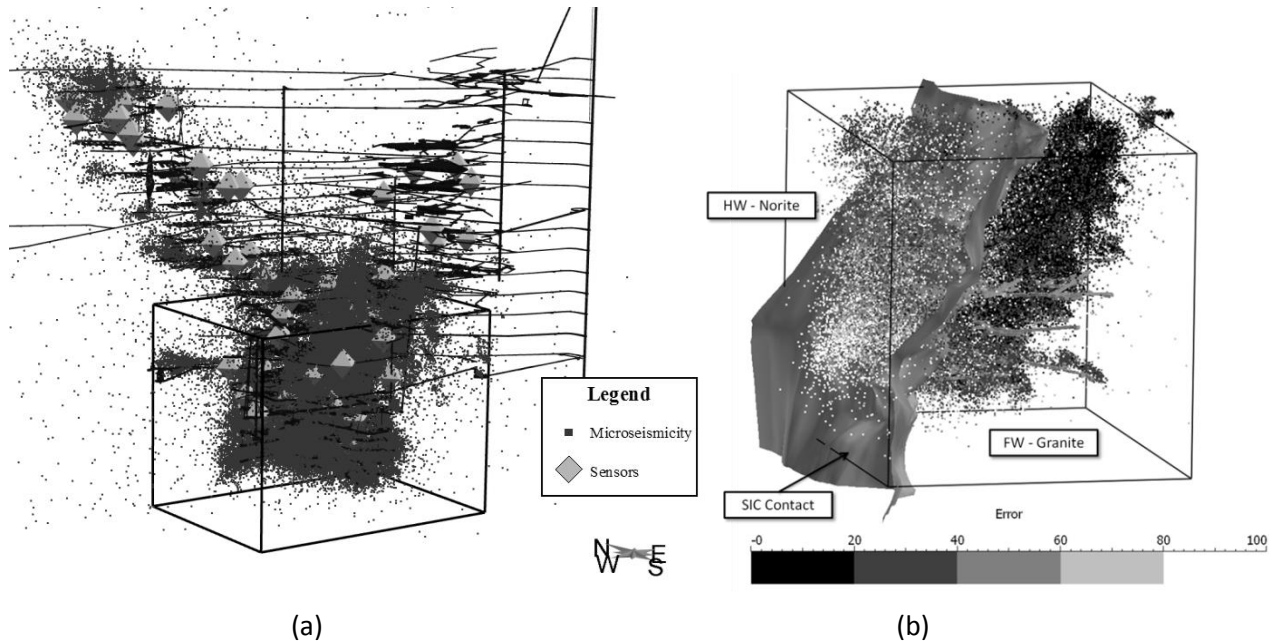 Legend
Microseismicity
Sensors
N E
W S
(a)
HW - Norite
FW - Granite
SIC Contact
Error
-0 20 40 60 80 100
(b)